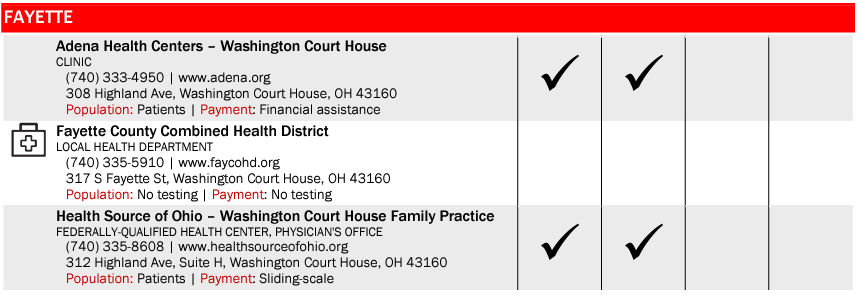 FAYETTE
Adena Health Centers – Washington Court House
CLINIC
(740) 333-4950 | www.adena.org
308 Highland Ave, Washington Court House, OH 43160
Population: Patients | Payment: Financial assistance
Fayette County Combined Health District
LOCAL HEALTH DEPARTMENT
(740) 335-5910 | www.faycohd.org
317 S Fayette St, Washington Court House, OH 43160
Population: No testing | Payment: No testing
Health Source of Ohio – Washington Court House Family Practice
FEDERALLY-QUALIFIED HEALTH CENTER, PHYSICIAN'S OFFICE
(740) 335-8608 | www.healthsourceofohio.org
312 Highland Ave, Suite H, Washington Court House, OH 43160
Population: Patients | Payment: Sliding-scale